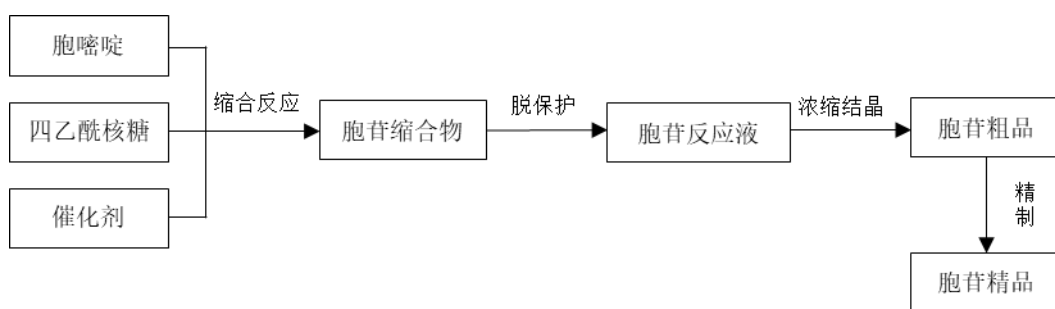 胞嘧啶
四乙酰核糖
催化剂
缩合反应
胞苷缩合物
脱保护
胞苷反应液
浓缩结晶
胞苷粗品
精
制
胞苷精品